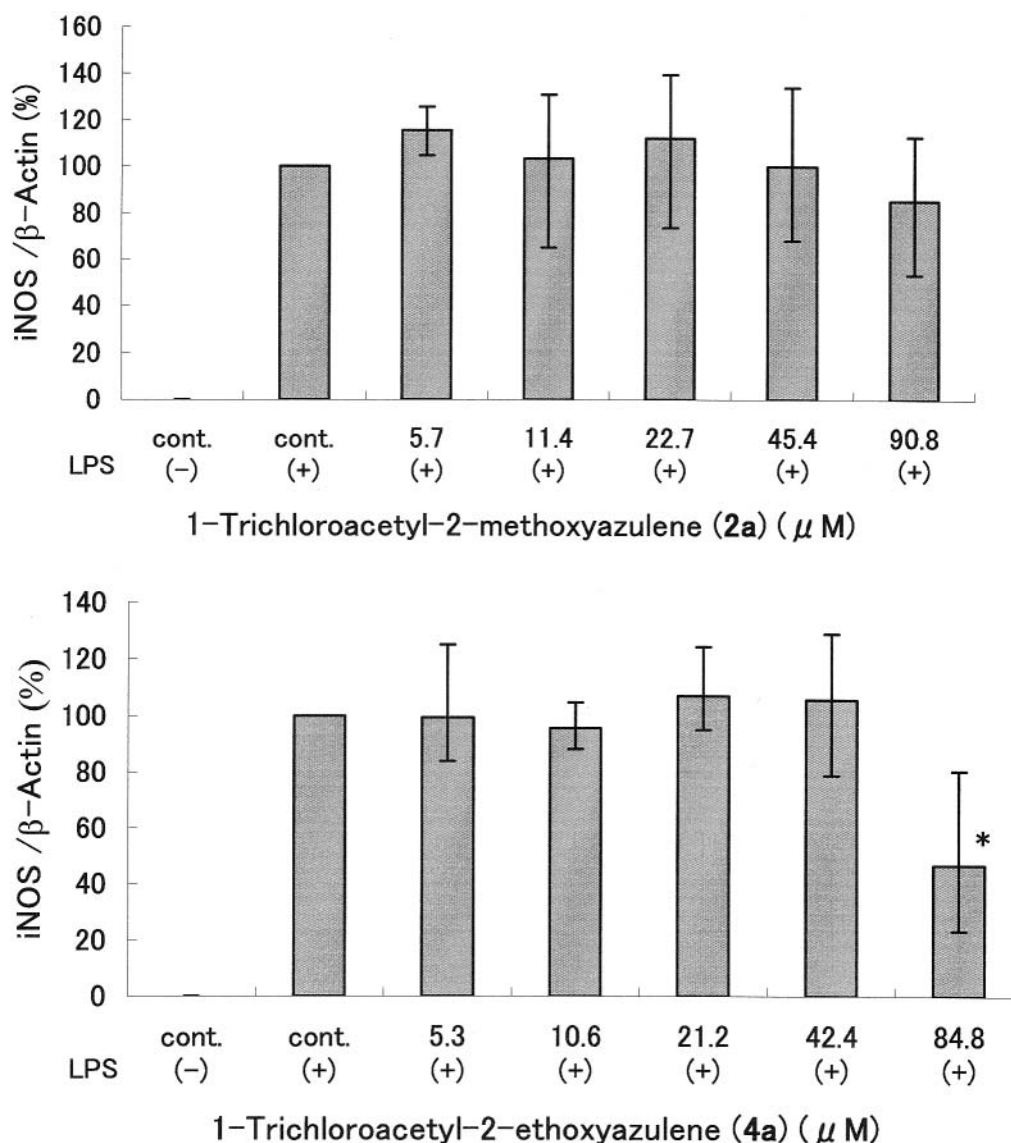 160
140
120
100
80
60
40
20
0
iNOS /β-Actin (%)
cont. cont. 5.7 11.4 22.7 45.4 90.8
LPS (-) (+) (+) (+) (+) (+) (+)
1-Trichloroacetyl-2-methoxyazulene (2a) (μM)
140
120
100
80
60
40
20
0
iNOS /β-Actin (%)
*
cont. cont. 5.3 10.6 21.2 42.4 84.8
LPS (-) (+) (+) (+) (+) (+) (+)
1-Trichloroacetyl-2-ethoxyazulene (4a) (μM)